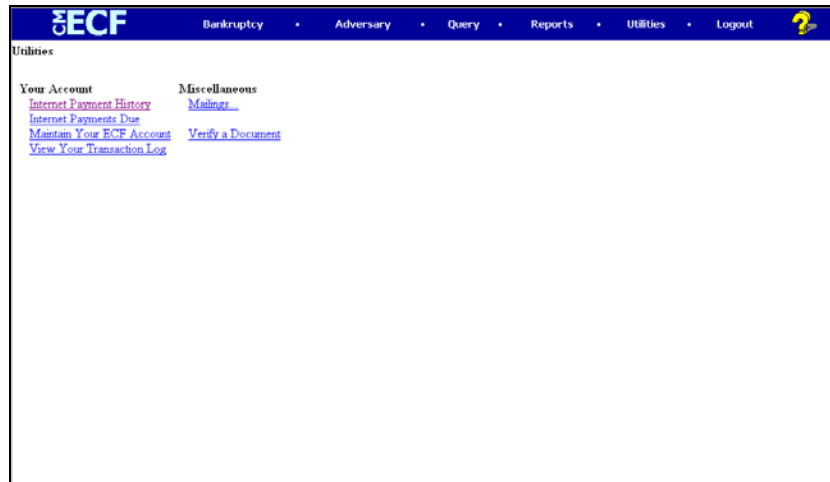 CM ECF Bankruptcy • Adversary • Query • Reports • Utilities • Logout ?
Utilities
Your Account Miscellaneous
Internet Payment History Mailings...
Internet Payments Due
Maintain Your ECF Account Verify a Document
View Your Transaction Log